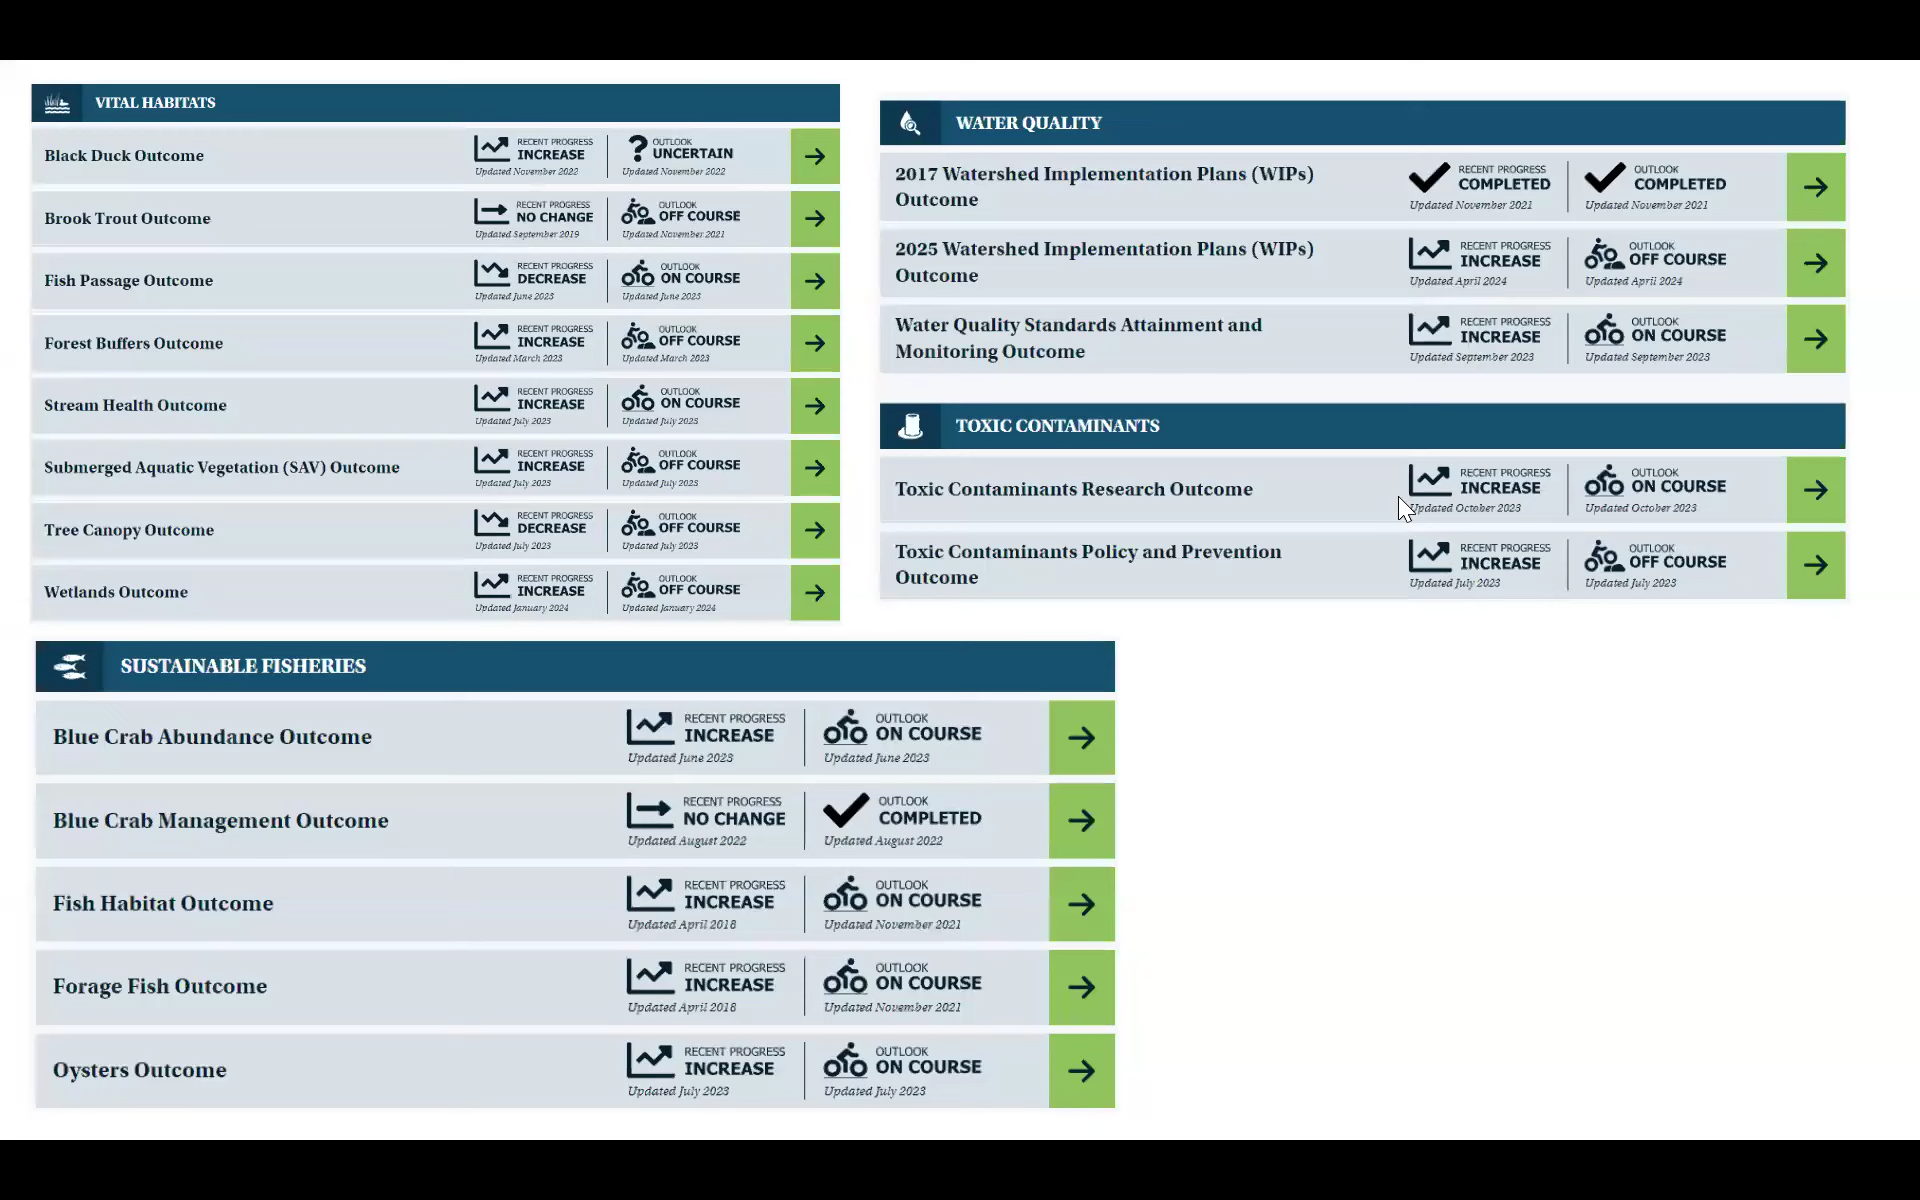 VITAL HABITATS
Black Duck Outcome
RECENT PROGRESS
INCREASE
Updated November 2022
OUTLOOK
UNCERTAIN
Updated November 2022
Brook Trout Outcome
RECENT PROGRESS
NO CHANGE
Updated September 2019
OUTLOOK
OFF COURSE
Updated November 2021
Fish Passage Outcome
RECENT PROGRESS
DECREASE
Updated June 2023
OUTLOOK
ON COURSE
Updated June 2023
Forest Buffers Outcome
RECENT PROGRESS
INCREASE
Updated March 2023
OUTLOOK
OFF COURSE
Updated March 2023
Stream Health Outcome
RECENT PROGRESS
INCREASE
Updated July 2023
OUTLOOK
ON COURSE
Updated July 2023
Submerged Aquatic Vegetation (SAV) Outcome
RECENT PROGRESS
INCREASE
Updated July 2023
OUTLOOK
OFF COURSE
Updated July 2023
Tree Canopy Outcome
RECENT PROGRESS
DECREASE
Updated July 2023
OUTLOOK
OFF COURSE
Updated July 2023
Wetlands Outcome
RECENT PROGRESS
INCREASE
Updated January 2024
OUTLOOK
OFF COURSE
Updated January 2024
WATER QUALITY
2017 Watershed Implementation Plans (WIPs)
Outcome
RECENT PROGRESS
COMPLETED
Updated November 2021
OUTLOOK
COMPLETED
Updated November 2021
2025 Watershed Implementation Plans (WIPs)
Outcome
RECENT PROGRESS
INCREASE
Updated April 2024
OUTLOOK
OFF COURSE
Updated April 2024
Water Quality Standards Attainment and
Monitoring Outcome
RECENT PROGRESS
INCREASE
Updated September 2023
OUTLOOK
ON COURSE
Updated September 2023
TOXIC CONTAMINANTS
Toxic Contaminants Research Outcome
RECENT PROGRESS
INCREASE
Updated October 2023
OUTLOOK
ON COURSE
Updated October 2023
Toxic Contaminants Policy and Prevention
Outcome
RECENT PROGRESS
INCREASE
Updated July 2023
OUTLOOK
OFF COURSE
Updated July 2023
SUSTAINABLE FISHERIES
Blue Crab Abundance Outcome
RECENT PROGRESS
INCREASE
Updated June 2023
OUTLOOK
ON COURSE
Updated June 2023
Blue Crab Management Outcome
RECENT PROGRESS
NO CHANGE
Updated August 2022
OUTLOOK
COMPLETED
Updated August 2022
Fish Habitat Outcome
RECENT PROGRESS
INCREASE
Updated April 2018
OUTLOOK
ON COURSE
Updated November 2021
Forage Fish Outcome
RECENT PROGRESS
INCREASE
Updated April 2018
OUTLOOK
ON COURSE
Updated November 2021
Oysters Outcome
RECENT PROGRESS
INCREASE
Updated July 2023
OUTLOOK
ON COURSE
Updated July 2023